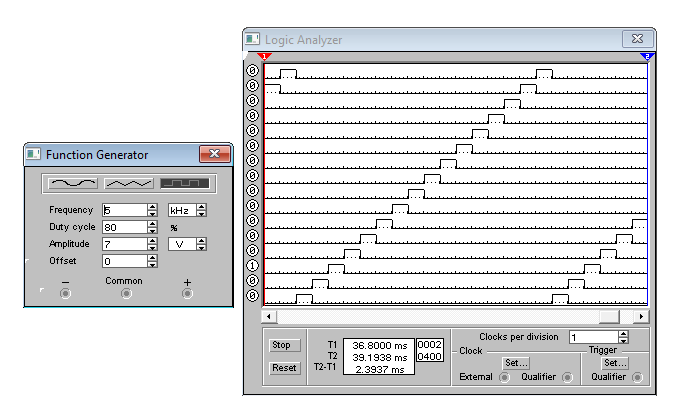 Logic Analyzer
1
2
0
0
0
0
0
0
0
0
0
0
0
0
0
1
0
0
Function Generator
Frequency 5 kHz
Duty cycle 80 %
Amplitude 7 V
Offset 0
− Common +
Stop
Reset
T1 36.8000 ms 0002
T2 39.1938 ms 0400
T2-T1 2.3937 ms
Clocks per division 1
Clock
Set...
External Qualifier
Trigger
Set...
Qualifier